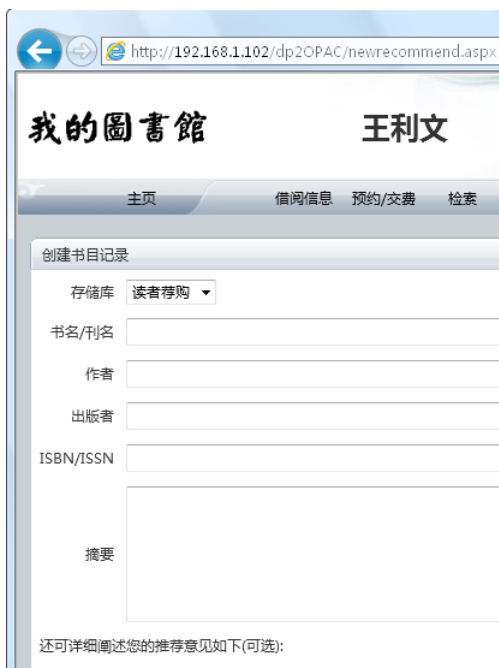 http://192.168.1.102/dp2OPAC/newrecommend.aspx
我的圖書館 王利文
主页 借阅信息 预约/交费 检索
创建书目记录
存储库 读者荐购
书名/刊名
作者
出版者
ISBN/ISSN
摘要
还可详细阐述您的推荐意见如下(可选):